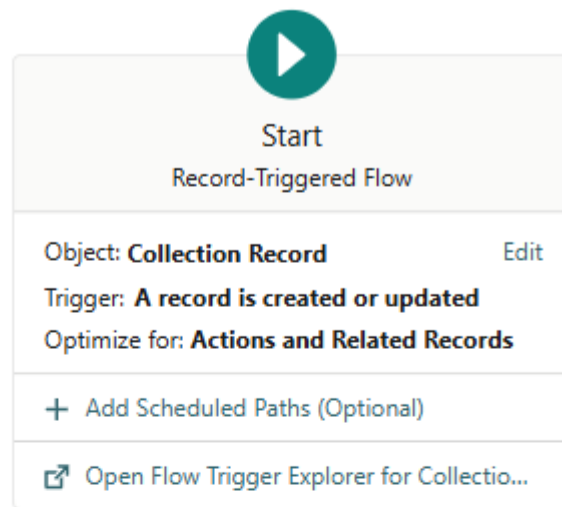 Start
Record-Triggered Flow
Object: Collection Record Edit
Trigger: A record is created or updated
Optimize for: Actions and Related Records
+ Add Scheduled Paths (Optional)
Open Flow Trigger Explorer for Collectio...